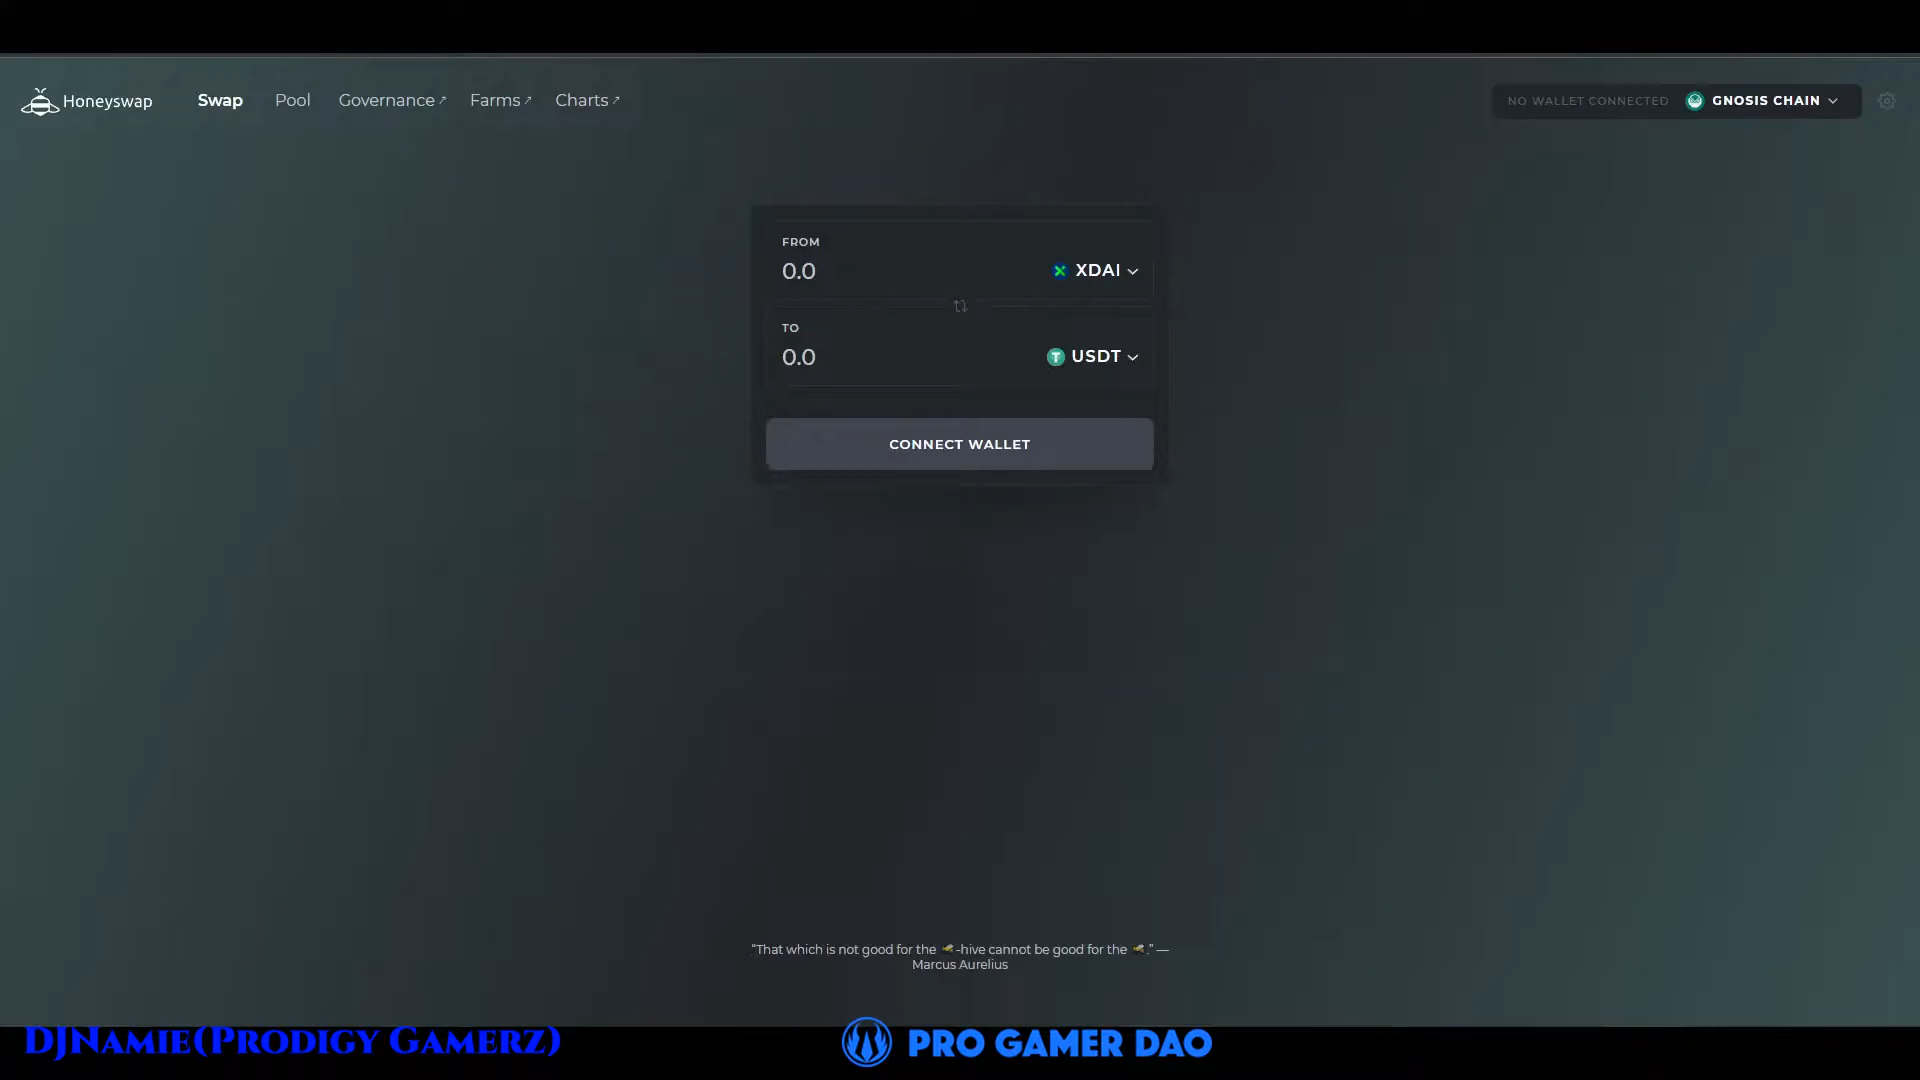 Honeyswap
Swap
Pool
Governance ↗
Farms ↗
Charts ↗
NO WALLET CONNECTED
GNOSIS CHAIN
FROM
0.0
XDAI
TO
0.0
USDT
CONNECT WALLET
“That which is not good for the 🐝-hive cannot be good for the 🐝.” —
Marcus Aurelius
DJNamie(Prodigy Gamerz)
PRO GAMER DAO